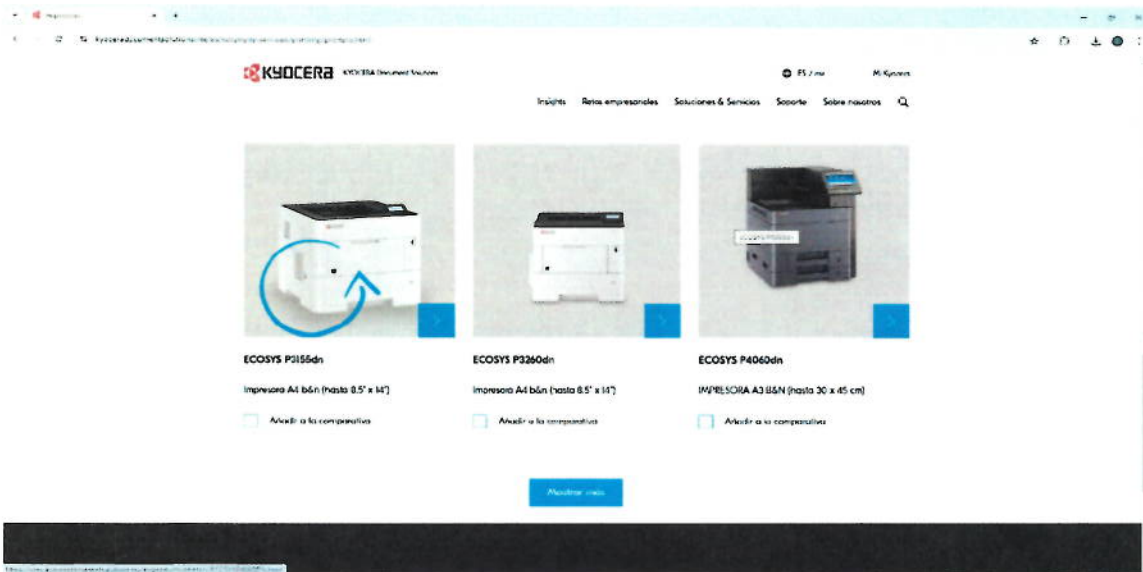 KYOCERA KYOCERA Document Solutions
ES / mx Mi Kyocera
Insights Retos empresariales Soluciones & Servicios Soporte Sobre nosotros
ECOSYS P3155dn ECOSYS P3260dn ECOSYS P4060dn
Impresora A4 b&n (hasta 8.5" x 14") Impresora A4 b&n (hasta 8.5" x 14") IMPRESORA A3 B&N (hasta 30 x 45 cm)
Añadir a la comparativa Añadir a la comparativa Añadir a la comparativa
Mostrar más